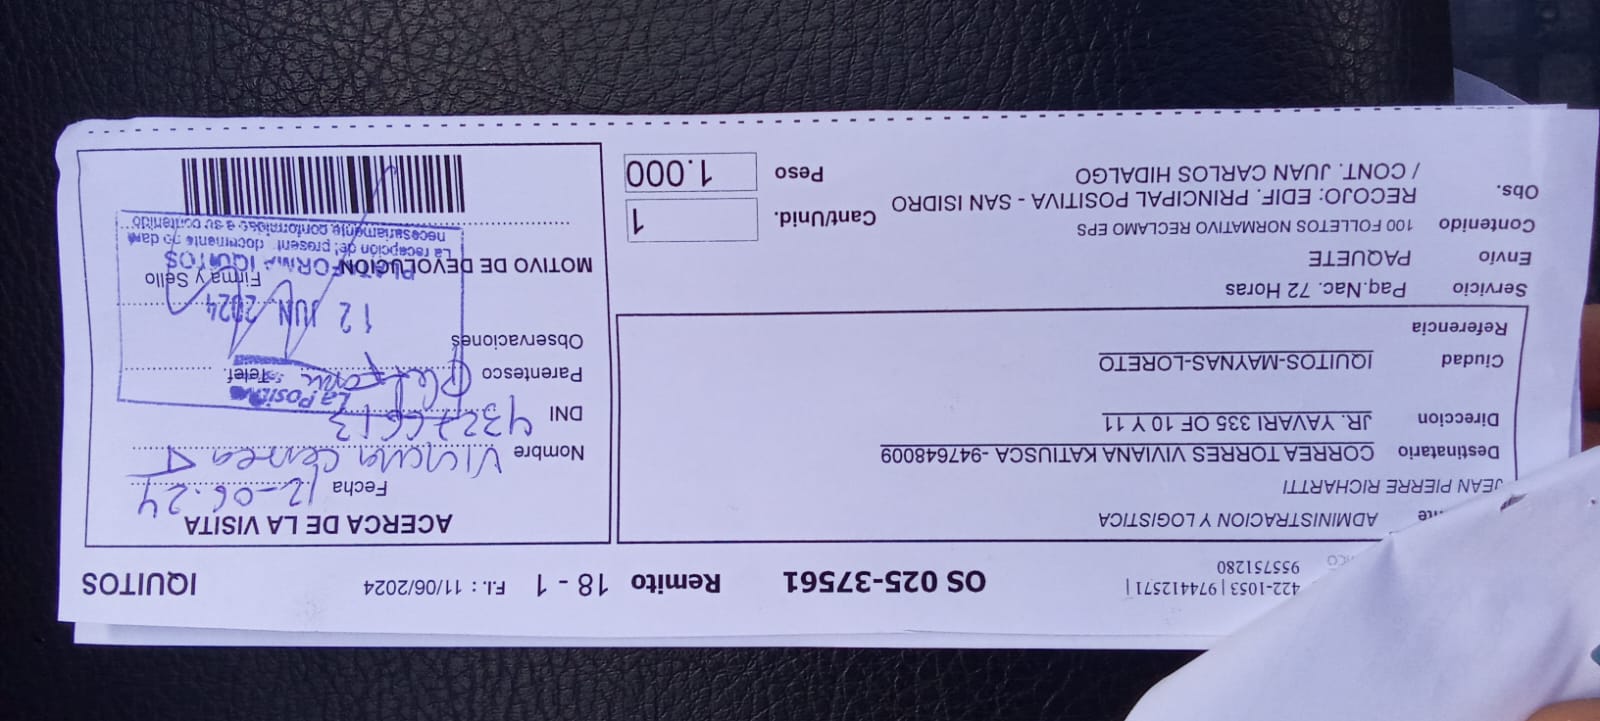 422-1053 | 974412571 |
955751280
OS 025-37561 Remito 18 - 1 F.I. : 11/06/2024 IQUITOS
ADMINISTRACION Y LOGISTICA
JEAN PIERRE RICHARTTI
Destinatario CORREA TORRES VIVIANA KATIUSCA -947648009
Direccion JR. YAVARI 335 OF 10 Y 11
Ciudad IQUITOS-MAYNAS-LORETO
Referencia
Servicio Paq.Nac. 72 Horas
Envio PAQUETE
Contenido 100 FOLLETOS NORMATIVO RECLAMO EPS
Obs. RECOJO: EDIF. PRINCIPAL POSITIVA - SAN ISIDRO
/ CONT. JUAN CARLOS HIDALGO
Cant/Unid. 1
Peso 1.000
ACERCA DE LA VISITA
Fecha 12-06-24
Nombre Viviana Correa T
DNI 43276613
Parentesco Telef
La Positiva
Observaciones
12 JUN 2024
Firma y Sello
MOTIVO DE DEVOLUCION
PLATAFORMA IQUITOS
La recepción del presente documento no da
necesariamente conformidad a su contenido